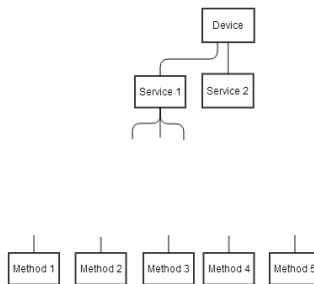 Device
Service 1
Service 2
Method 1
Method 2
Method 3
Method 4
Method 5